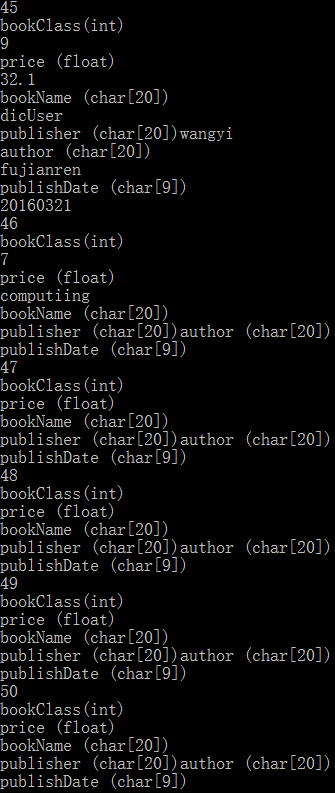 45
bookClass(int)
9
price (float)
32.1
bookName (char[20])
dicUser
publisher (char[20])wangyi
author (char[20])
fujianren
publishDate (char[9])
20160321
46
bookClass(int)
7
price (float)
computiing
bookName (char[20])
publisher (char[20])author (char[20])
publishDate (char[9])
47
bookClass(int)
price (float)
bookName (char[20])
publisher (char[20])author (char[20])
publishDate (char[9])
48
bookClass(int)
price (float)
bookName (char[20])
publisher (char[20])author (char[20])
publishDate (char[9])
49
bookClass(int)
price (float)
bookName (char[20])
publisher (char[20])author (char[20])
publishDate (char[9])
50
bookClass(int)
price (float)
bookName (char[20])
publisher (char[20])author (char[20])
publishDate (char[9])